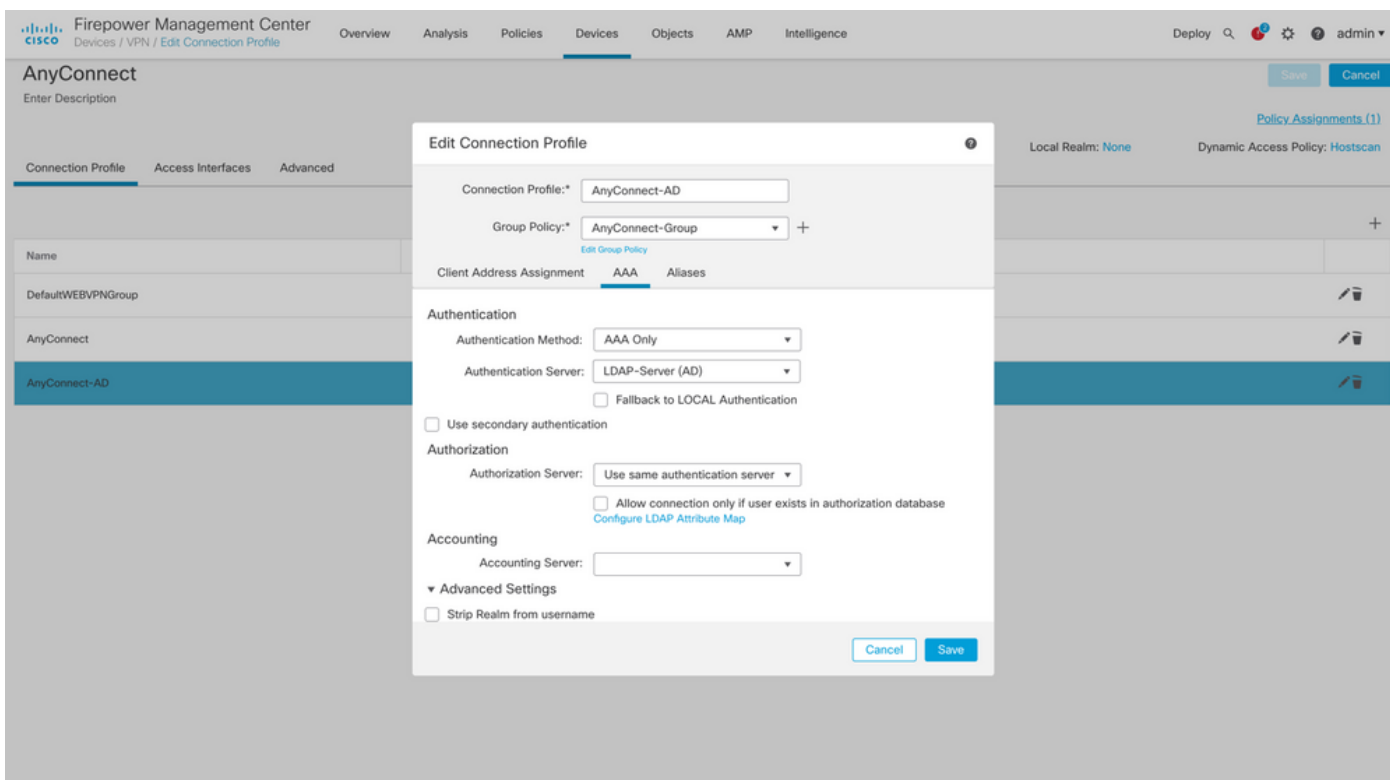 cisco
Firepower Management Center
Devices / VPN / Edit Connection Profile
Overview Analysis Policies Devices Objects AMP Intelligence
Deploy admin
AnyConnect
Save Cancel
Enter Description
Policy Assignments (1)
Local Realm: None Dynamic Access Policy: Hostscan
Connection Profile Access Interfaces Advanced
Name
DefaultWEBVPNGroup
AnyConnect
AnyConnect-AD
Edit Connection Profile
Connection Profile:* AnyConnect-AD
Group Policy:* AnyConnect-Group
Edit Group Policy
Client Address Assignment AAA Aliases
Authentication
Authentication Method: AAA Only
Authentication Server: LDAP-Server (AD)
Fallback to LOCAL Authentication
Use secondary authentication
Authorization
Authorization Server: Use same authentication server
Allow connection only if user exists in authorization database
Configure LDAP Attribute Map
Accounting
Accounting Server:
Advanced Settings
Strip Realm from username
Cancel Save